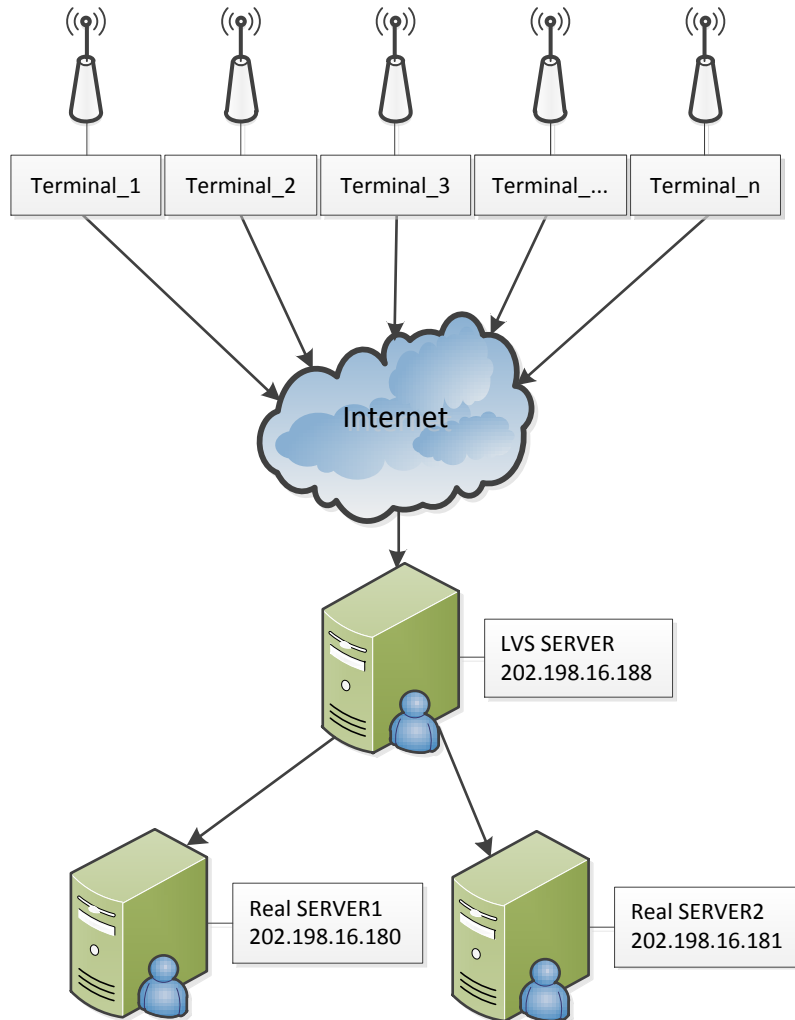 Terminal_1
Terminal_2
Terminal_3
Terminal_...
Terminal_n
Internet
LVS SERVER
202.198.16.188
Real SERVER1
202.198.16.180
Real SERVER2
202.198.16.181